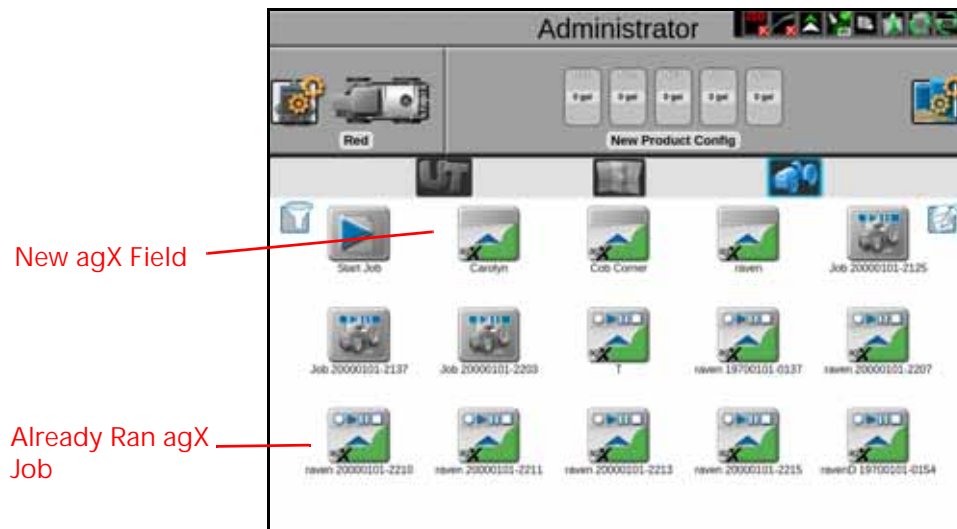 Administrator
0 gal 0 gal 0 gal 0 gal 0 gal
Red
New Product Config
UT
New agX Field
Start Job Carolyn Cob Corner raven Job 20000101-2125
Job 20000101-2137 Job 20000101-2203 T raven 19700101-0137 raven 20000101-2207
Already Ran agX
Job
raven 20000101-2210 raven 20000101-2211 raven 20000101-2213 raven 20000101-2215 ravenD 19700101-0154